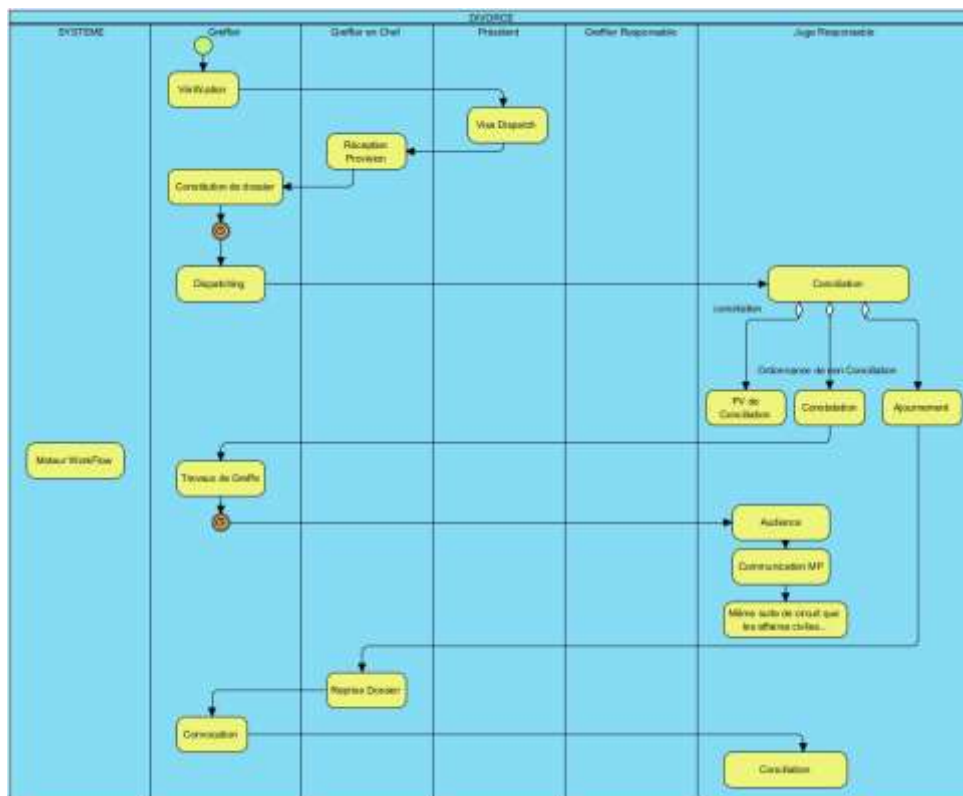 DIVORCE
SYSTEME
Greffier
Greffier en Chef
Président
Greffier Responsable
Juge Responsable
Vérification
Visa Dispatch
Réception
Provision
Constitution de dossier
Dispatching
Conciliation
conciliation
Ordonnance de non Conciliation
PV de
Conciliation
Constatation
Ajournement
Moteur WorkFlow
Travaux de Greffe
Audience
Communication MP
Même suite de circuit que
les affaires civiles...
Reprise Dossier
Convocation
Conciliation